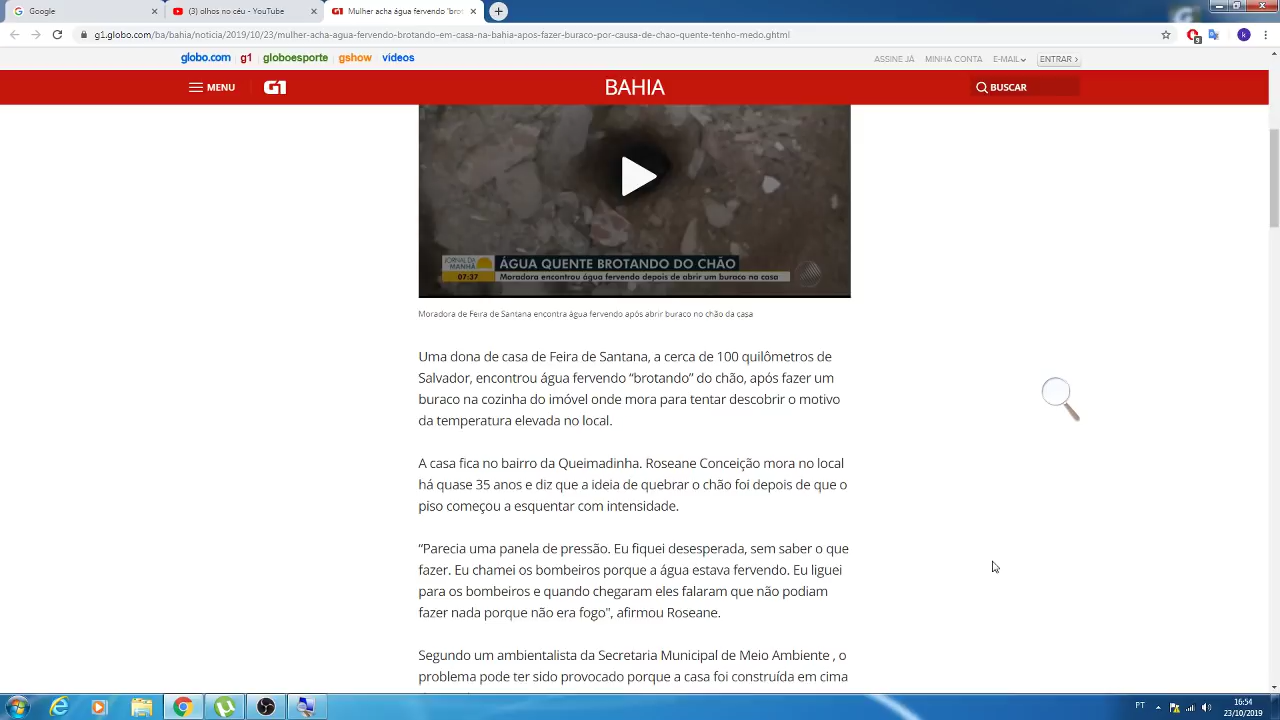 Google
(3) olhos no céu - YouTube
Mulher acha água fervendo 'brot
g1.globo.com/ba/bahia/noticia/2019/10/23/mulher-acha-agua-fervendo-brotando-em-casa-na-bahia-apos-fazer-buraco-por-causa-de-chao-quente-tenho-medo.ghtml
3
k
globo.com g1 globoesporte gshow vídeos
ASSINE JÁ MINHA CONTA E-MAIL ENTRAR ›
MENU G1 BAHIA BUSCAR
JORNAL DA MANHÃ
07:37
ÁGUA QUENTE BROTANDO DO CHÃO
Moradora encontrou água fervendo depois de abrir um buraco na casa
Moradora de Feira de Santana encontra água fervendo após abrir buraco no chão da casa
Uma dona de casa de Feira de Santana, a cerca de 100 quilômetros de
Salvador, encontrou água fervendo “brotando” do chão, após fazer um
buraco na cozinha do imóvel onde mora para tentar descobrir o motivo
da temperatura elevada no local.
A casa fica no bairro da Queimadinha. Roseane Conceição mora no local
há quase 35 anos e diz que a ideia de quebrar o chão foi depois de que o
piso começou a esquentar com intensidade.
“Parecia uma panela de pressão. Eu fiquei desesperada, sem saber o que
fazer. Eu chamei os bombeiros porque a água estava fervendo. Eu liguei
para os bombeiros e quando chegaram eles falaram que não podiam
fazer nada porque não era fogo", afirmou Roseane.
Segundo um ambientalista da Secretaria Municipal de Meio Ambiente , o
problema pode ter sido provocado porque a casa foi construída em cima
PT
16:54
23/10/2019